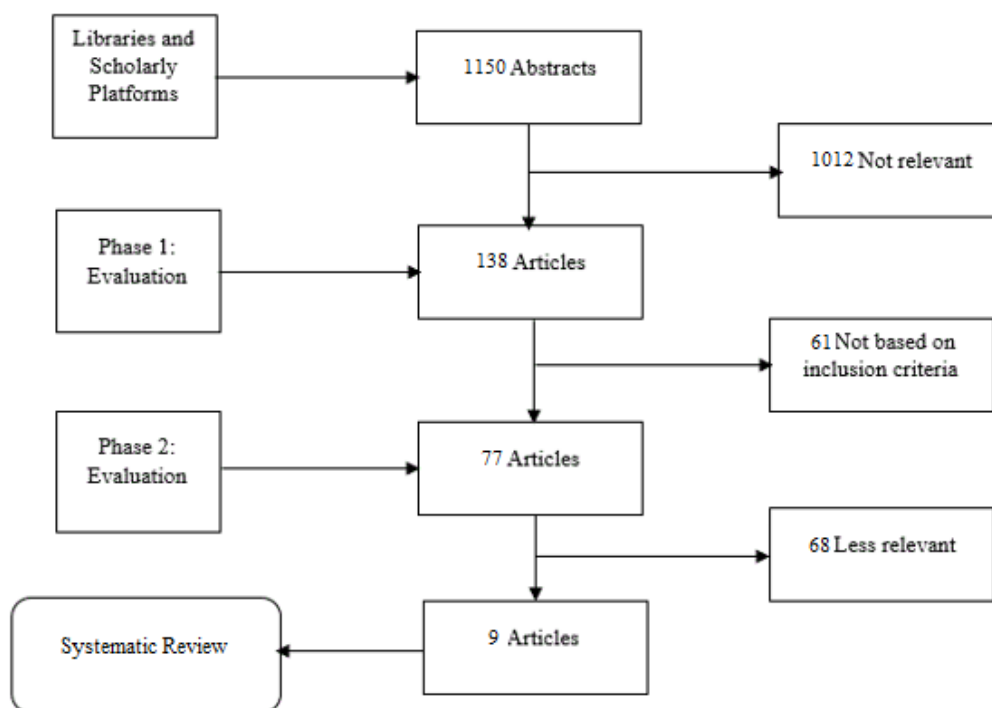 Libraries and
Scholarly
Platforms
1150 Abstracts
1012 Not relevant
Phase 1:
Evaluation
138 Articles
61 Not based on
inclusion criteria
Phase 2:
Evaluation
77 Articles
68 Less relevant
9 Articles
Systematic Review